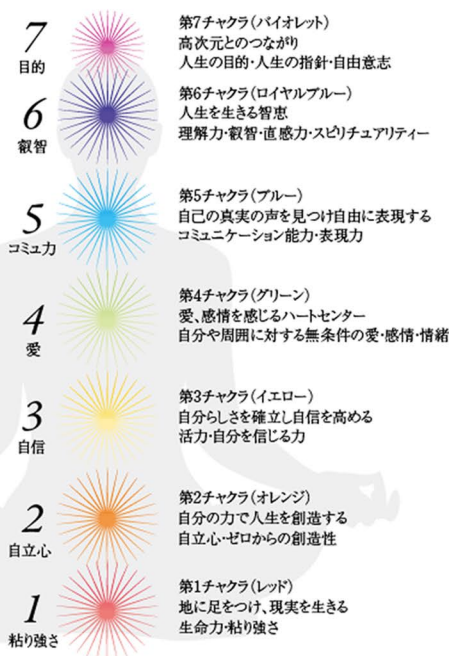 7
目的
第7チャクラ(バイオレット)
高次元とのつながり
人生の目的・人生の指針・自由意志
6
叡智
第6チャクラ(ロイヤルブルー)
人生を生きる智恵
理解力・叡智・直感力・スピリチュアリティー
5
コミュ力
第5チャクラ(ブルー)
自己の真実の声を見つけ自由に表現する
コミュニケーション能力・表現力
4
愛
第4チャクラ(グリーン)
愛、感情を感じるハートセンター
自分や周囲に対する無条件の愛・感情・情緒
3
自信
第3チャクラ(イエロー)
自分らしさを確立し自信を高める
活力・自分を信じる力
2
自立心
第2チャクラ(オレンジ)
自分の力で人生を創造する
自立心・ゼロからの創造性
1
粘り強さ
第1チャクラ(レッド)
地に足をつけ、現実を生きる
生命力・粘り強さ